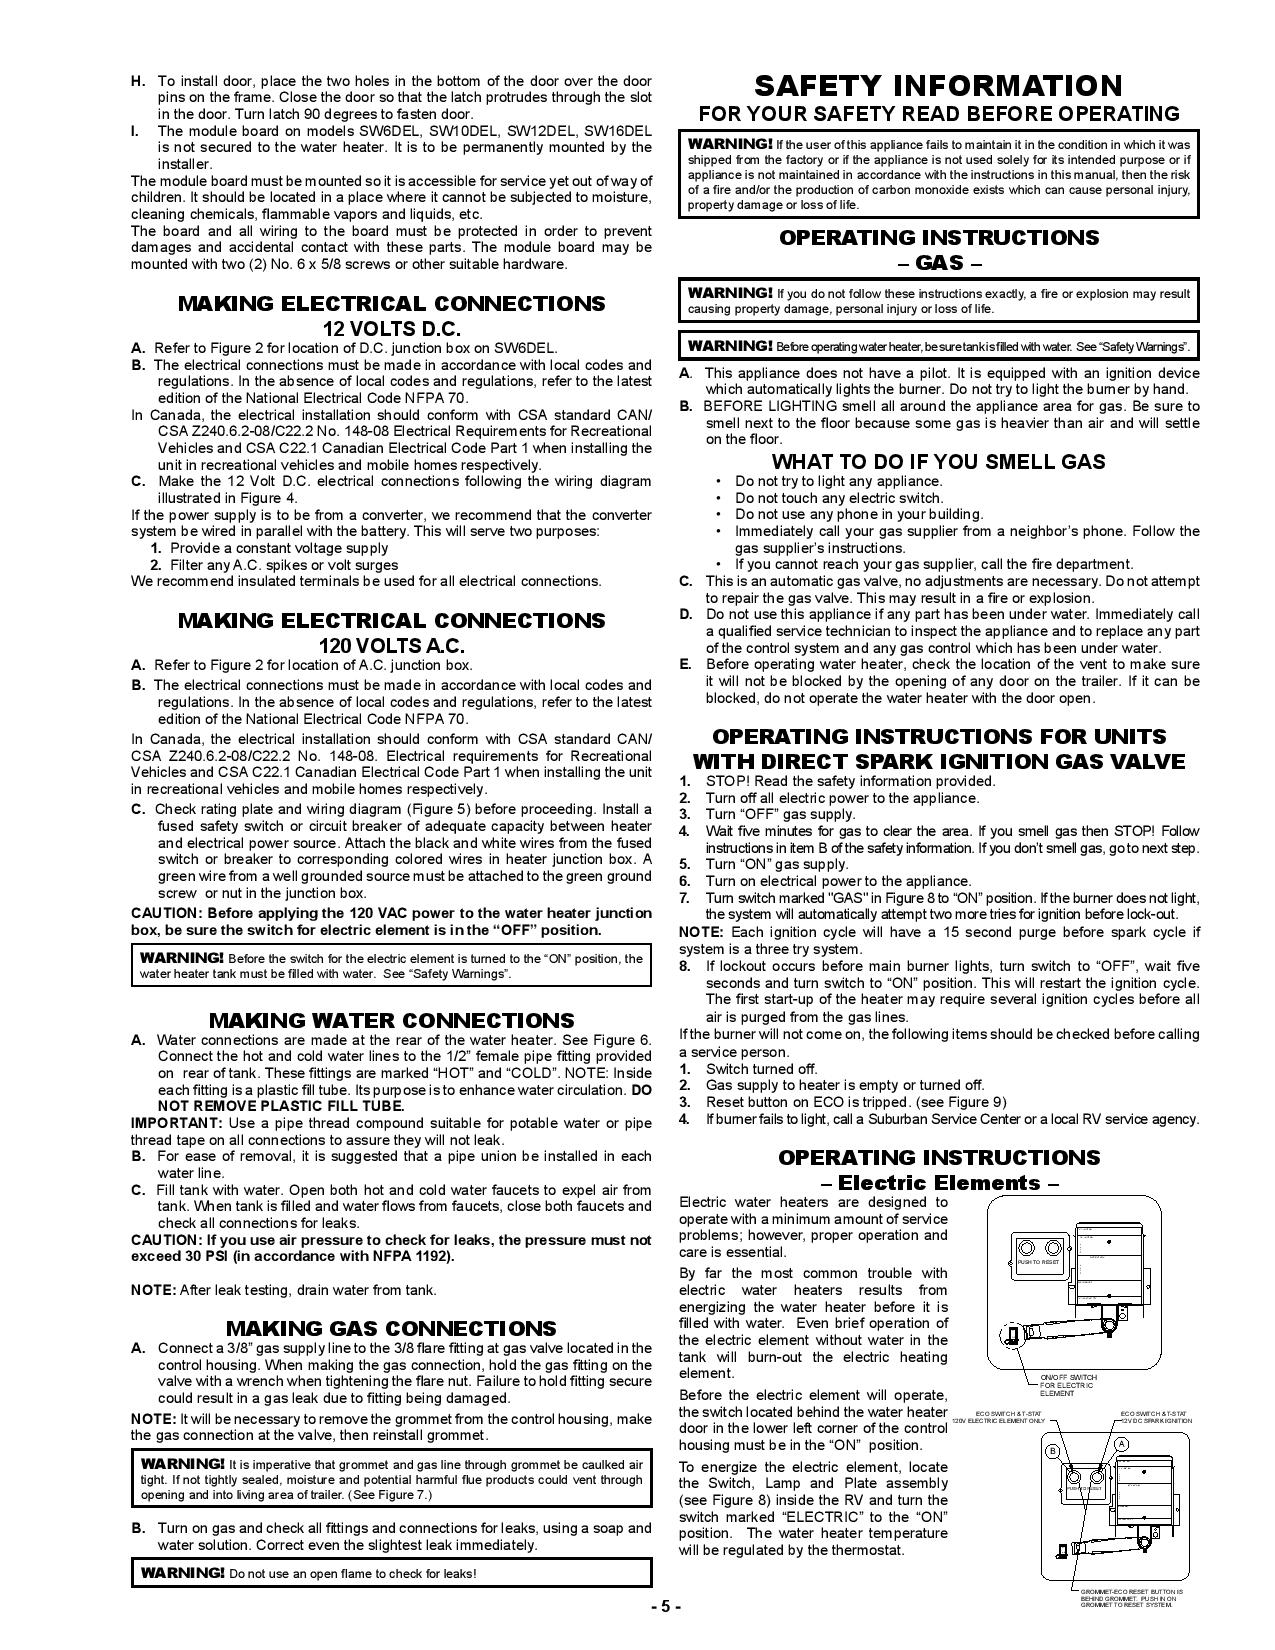 H. To install door, place the two holes in the bottom of the door over the door
pins on the frame. Close the door so that the latch protrudes through the slot
in the door. Turn latch 90 degrees to fasten door.
I. The module board on models SW6DEL, SW10DEL, SW12DEL, SW16DEL
is not secured to the water heater. It is to be permanently mounted by the
installer.
The module board must be mounted so it is accessible for service yet out of way of
children. It should be located in a place where it cannot be subjected to moisture,
cleaning chemicals, flammable vapors and liquids, etc.
The board and all wiring to the board must be protected in order to prevent
damages and accidental contact with these parts. The module board may be
mounted with two (2) No. 6 x 5/8 screws or other suitable hardware.
MAKING ELECTRICAL CONNECTIONS
12 VOLTS D.C.
A. Refer to Figure 2 for location of D.C. junction box on SW6DEL.
B. The electrical connections must be made in accordance with local codes and
regulations. In the absence of local codes and regulations, refer to the latest
edition of the National Electrical Code NFPA 70.
In Canada, the electrical installation should conform with CSA standard CAN/
CSA Z240.6.2-08/C22.2 No. 148-08 Electrical Requirements for Recreational
Vehicles and CSA C22.1 Canadian Electrical Code Part 1 when installing the
unit in recreational vehicles and mobile homes respectively.
C. Make the 12 Volt D.C. electrical connections following the wiring diagram
illustrated in Figure 4.
If the power supply is to be from a converter, we recommend that the converter
system be wired in parallel with the battery. This will serve two purposes:
1. Provide a constant voltage supply
2. Filter any A.C. spikes or volt surges
We recommend insulated terminals be used for all electrical connections.
MAKING ELECTRICAL CONNECTIONS
120 VOLTS A.C.
A. Refer to Figure 2 for location of A.C. junction box.
B. The electrical connections must be made in accordance with local codes and
regulations. In the absence of local codes and regulations, refer to the latest
edition of the National Electrical Code NFPA 70.
In Canada, the electrical installation should conform with CSA standard CAN/
CSA Z240.6.2-08/C22.2 No. 148-08. Electrical requirements for Recreational
Vehicles and CSA C22.1 Canadian Electrical Code Part 1 when installing the unit
in recreational vehicles and mobile homes respectively.
C. Check rating plate and wiring diagram (Figure 5) before proceeding. Install a
fused safety switch or circuit breaker of adequate capacity between heater
and electrical power source. Attach the black and white wires from the fused
switch or breaker to corresponding colored wires in heater junction box. A
green wire from a well grounded source must be attached to the green ground
screw or nut in the junction box.
CAUTION: Before applying the 120 VAC power to the water heater junction
box, be sure the switch for electric element is in the “OFF” position.
WARNING! Before the switch for the electric element is turned to the “ON” position, the
water heater tank must be filled with water. See “Safety Warnings”.
MAKING WATER CONNECTIONS
A. Water connections are made at the rear of the water heater. See Figure 6.
Connect the hot and cold water lines to the 1/2” female pipe fitting provided
on rear of tank. These fittings are marked “HOT” and “COLD”. NOTE: Inside
each fitting is a plastic fill tube. Its purpose is to enhance water circulation. DO
NOT REMOVE PLASTIC FILL TUBE.
IMPORTANT: Use a pipe thread compound suitable for potable water or pipe
thread tape on all connections to assure they will not leak.
B. For ease of removal, it is suggested that a pipe union be installed in each
water line.
C. Fill tank with water. Open both hot and cold water faucets to expel air from
tank. When tank is filled and water flows from faucets, close both faucets and
check all connections for leaks.
CAUTION: If you use air pressure to check for leaks, the pressure must not
exceed 30 PSI (in accordance with NFPA 1192).
NOTE: After leak testing, drain water from tank.
MAKING GAS CONNECTIONS
A. Connect a 3/8” gas supply line to the 3/8 flare fitting at gas valve located in the
control housing. When making the gas connection, hold the gas fitting on the
valve with a wrench when tightening the flare nut. Failure to hold fitting secure
could result in a gas leak due to fitting being damaged.
NOTE: It will be necessary to remove the grommet from the control housing, make
the gas connection at the valve, then reinstall grommet.
WARNING! It is imperative that grommet and gas line through grommet be caulked air
tight. If not tightly sealed, moisture and potential harmful flue products could vent through
opening and into living area of trailer. (See Figure 7.)
B. Turn on gas and check all fittings and connections for leaks, using a soap and
water solution. Correct even the slightest leak immediately.
WARNING! Do not use an open flame to check for leaks!
SAFETY INFORMATION
FOR YOUR SAFETY READ BEFORE OPERATING
WARNING! If the user of this appliance fails to maintain it in the condition in which it was
shipped from the factory or if the appliance is not used solely for its intended purpose or if
appliance is not maintained in accordance with the instructions in this manual, then the risk
of a fire and/or the production of carbon monoxide exists which can cause personal injury,
property damage or loss of life.
OPERATING INSTRUCTIONS
– GAS –
WARNING! If you do not follow these instructions exactly, a fire or explosion may result
causing property damage, personal injury or loss of life.
WARNING! Before operating water heater, be sure tank is filled with water. See “Safety Warnings”.
A. This appliance does not have a pilot. It is equipped with an ignition device
which automatically lights the burner. Do not try to light the burner by hand.
B. BEFORE LIGHTING smell all around the appliance area for gas. Be sure to
smell next to the floor because some gas is heavier than air and will settle
on the floor.
WHAT TO DO IF YOU SMELL GAS
• Do not try to light any appliance.
• Do not touch any electric switch.
• Do not use any phone in your building.
• Immediately call your gas supplier from a neighbor’s phone. Follow the
gas supplier’s instructions.
• If you cannot reach your gas supplier, call the fire department.
C. This is an automatic gas valve, no adjustments are necessary. Do not attempt
to repair the gas valve. This may result in a fire or explosion.
D. Do not use this appliance if any part has been under water. Immediately call
a qualified service technician to inspect the appliance and to replace any part
of the control system and any gas control which has been under water.
E. Before operating water heater, check the location of the vent to make sure
it will not be blocked by the opening of any door on the trailer. If it can be
blocked, do not operate the water heater with the door open.
OPERATING INSTRUCTIONS FOR UNITS
WITH DIRECT SPARK IGNITION GAS VALVE
1. STOP! Read the safety information provided.
2. Turn off all electric power to the appliance.
3. Turn “OFF” gas supply.
4. Wait five minutes for gas to clear the area. If you smell gas then STOP! Follow
instructions in item B of the safety information. If you don’t smell gas, go to next step.
5. Turn “ON” gas supply.
6. Turn on electrical power to the appliance.
7. Turn switch marked "GAS" in Figure 8 to “ON” position. If the burner does not light,
the system will automatically attempt two more tries for ignition before lock-out.
NOTE: Each ignition cycle will have a 15 second purge before spark cycle if
system is a three try system.
8. If lockout occurs before main burner lights, turn switch to “OFF”, wait five
seconds and turn switch to “ON” position. This will restart the ignition cycle.
The first start-up of the heater may require several ignition cycles before all
air is purged from the gas lines.
If the burner will not come on, the following items should be checked before calling
a service person.
1. Switch turned off.
2. Gas supply to heater is empty or turned off.
3. Reset button on ECO is tripped. (see Figure 9)
4. If burner fails to light, call a Suburban Service Center or a local RV service agency.
OPERATING INSTRUCTIONS
– Electric Elements –
Electric water heaters are designed to
operate with a minimum amount of service
problems; however, proper operation and
care is essential.
By far the most common trouble with
electric water heaters results from
energizing the water heater before it is
filled with water. Even brief operation of
the electric element without water in the
tank will burn-out the electric heating
element.
Before the electric element will operate,
the switch located behind the water heater
door in the lower left corner of the control
housing must be in the “ON” position.
To energize the electric element, locate
the Switch, Lamp and Plate assembly
(see Figure 8) inside the RV and turn the
switch marked “ELECTRIC” to the “ON”
position. The water heater temperature
will be regulated by the thermostat.
PUSH TO RESET
ON/OFF SWITCH
FOR ELECTRIC
ELEMENT
ECO SWITCH & T-STAT
120V ELECTRIC ELEMENT ONLY
ECO SWITCH & T-STAT
12V DC SPARK IGNITION
B
A
PUSH TO RESET
GROMMET-ECO RESET BUTTON IS
BEHIND GROMMET. PUSH IN ON
GROMMET TO RESET SYSTEM.
- 5 -